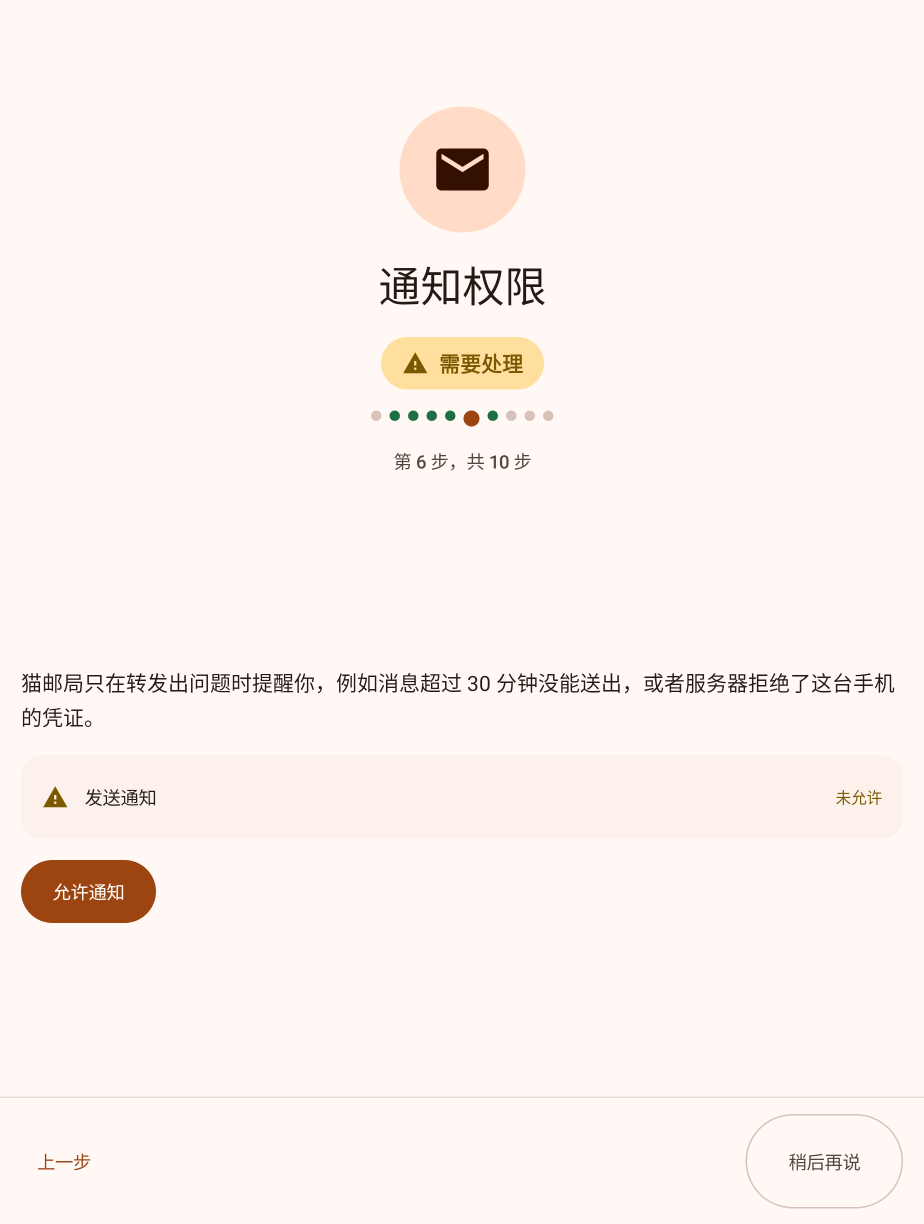 通知权限
需要处理
第 6 步，共 10 步
猫邮局只在转发出问题时提醒你，例如消息超过 30 分钟没能送出，或者服务器拒绝了这台手机
的凭证。
发送通知
未允许
允许通知
上一步
稍后再说